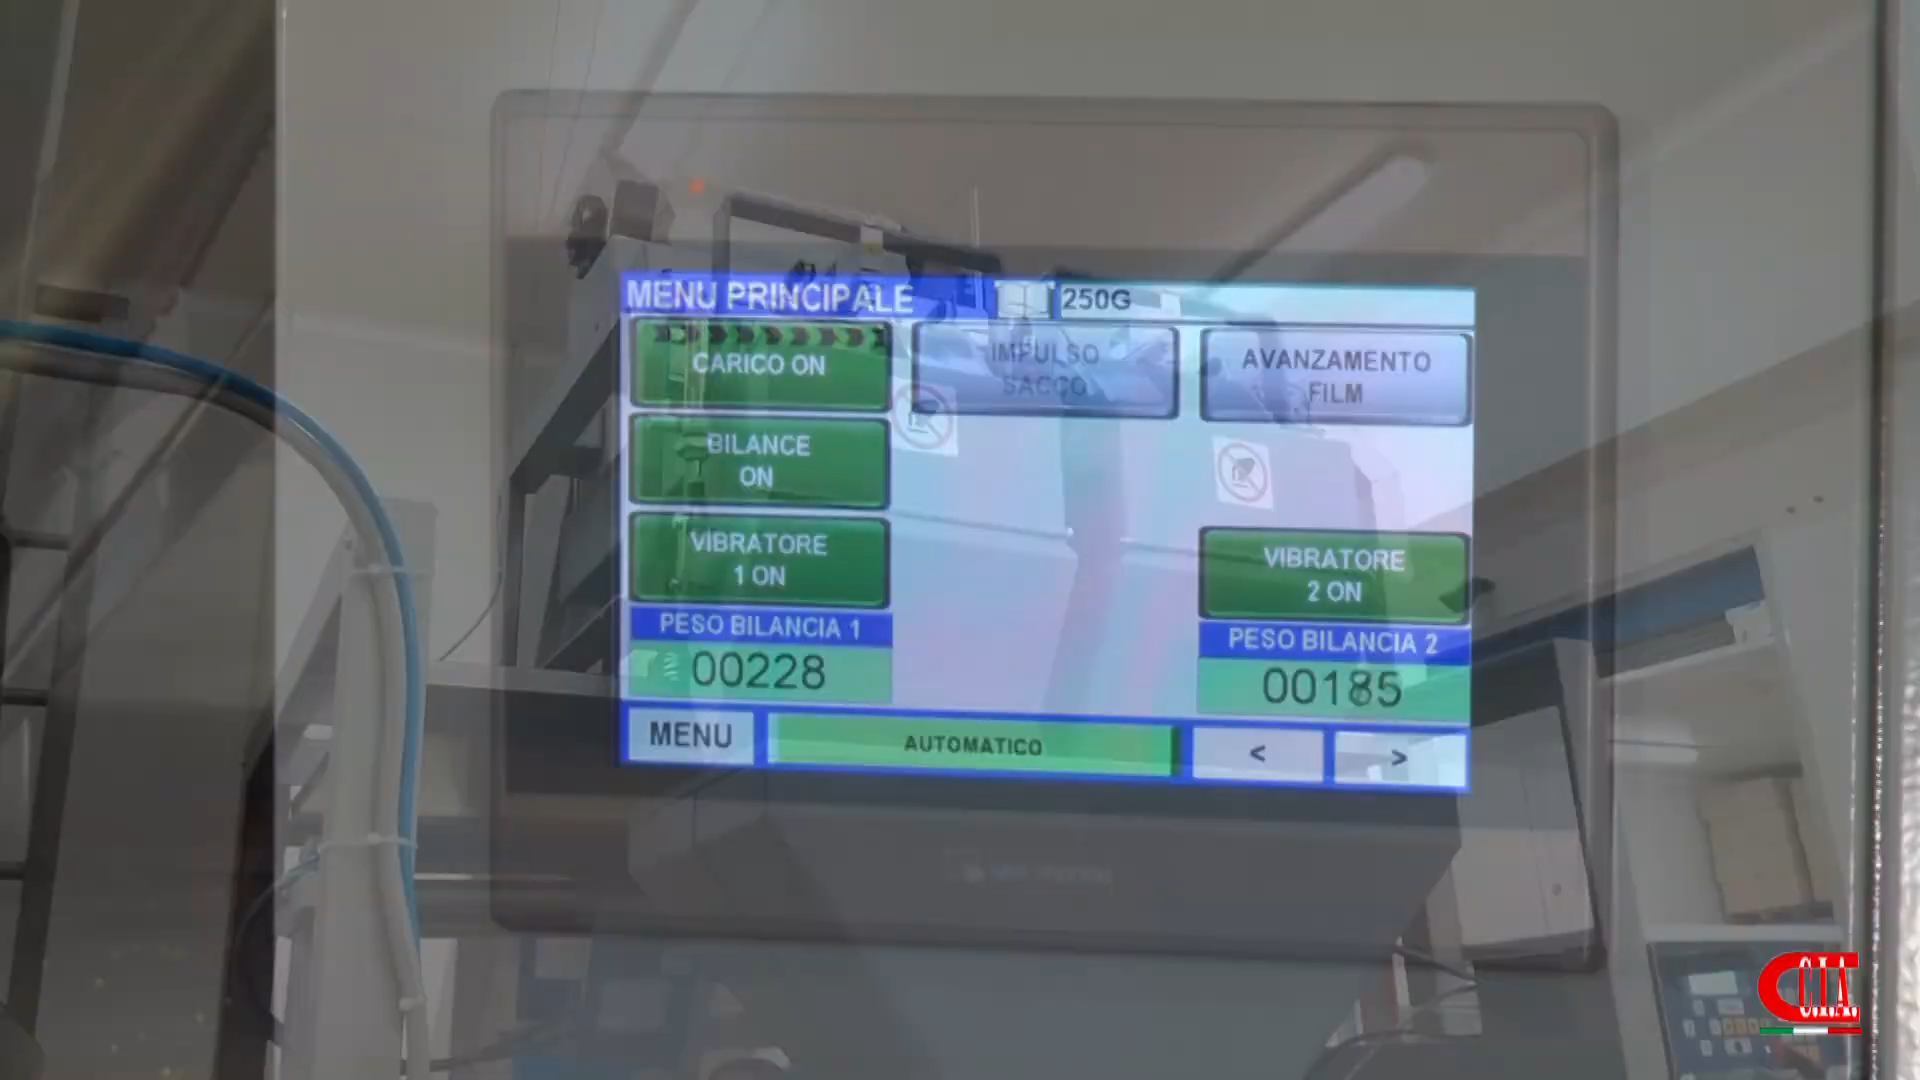 MENU PRINCIPALE
250G
CARICO ON
IMPULSO
SACCO
AVANZAMENTO
FILM
BILANCE
ON
VIBRATORE
1 ON
VIBRATORE
2 ON
PESO BILANCIA 1
PESO BILANCIA 2
00228
00185
MENU
AUTOMATICO
<
>
C.I.A.